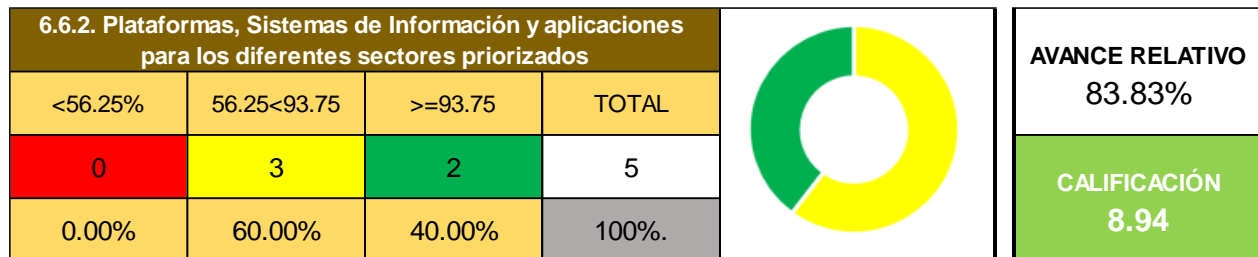 6.6.2. Plataformas, Sistemas de Información y aplicaciones
para los diferentes sectores priorizados
<56.25% 56.25<93.75 >=93.75 TOTAL
0 3 2 5
0.00% 60.00% 40.00% 100%.
AVANCE RELATIVO
83.83%
CALIFICACIÓN
8.94